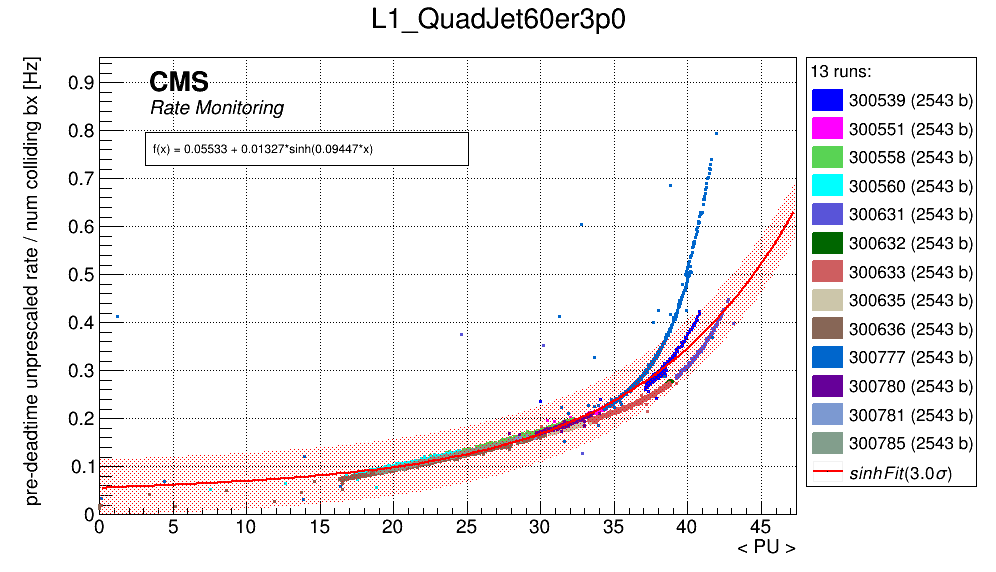 L1_QuadJet60er3p0
pre-deadtime unprescaled rate / num colliding bx [Hz]
CMS
Rate Monitoring
f(x) = 0.05533 + 0.01327*sinh(0.09447*x)
0.9
0.8
0.7
0.6
0.5
0.4
0.3
0.2
0.1
0
0 5 10 15 20 25 30 35 40 45
< PU >
13 runs:
300539 (2543 b)
300551 (2543 b)
300558 (2543 b)
300560 (2543 b)
300631 (2543 b)
300632 (2543 b)
300633 (2543 b)
300635 (2543 b)
300636 (2543 b)
300777 (2543 b)
300780 (2543 b)
300781 (2543 b)
300785 (2543 b)
sinhFit(3.0σ)